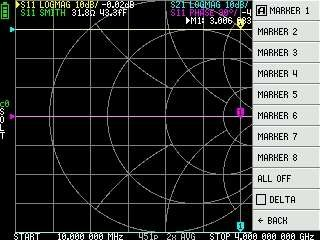 S11 LOGMAG 10dB/ -0.02dB
S21 LOGMAG 10dB/
MARKER 1
S11 SMITH 31.8Ω 43.3fF
S11 PHASE
M1: 3.006
MARKER 2
MARKER 3
MARKER 4
MARKER 5
c0
S
O
L
T
MARKER 6
MARKER 7
MARKER 8
ALL OFF
DELTA
← BACK
START 10.000 000 MHz 451p 2x AVG STOP 4.000 000 000 GHz